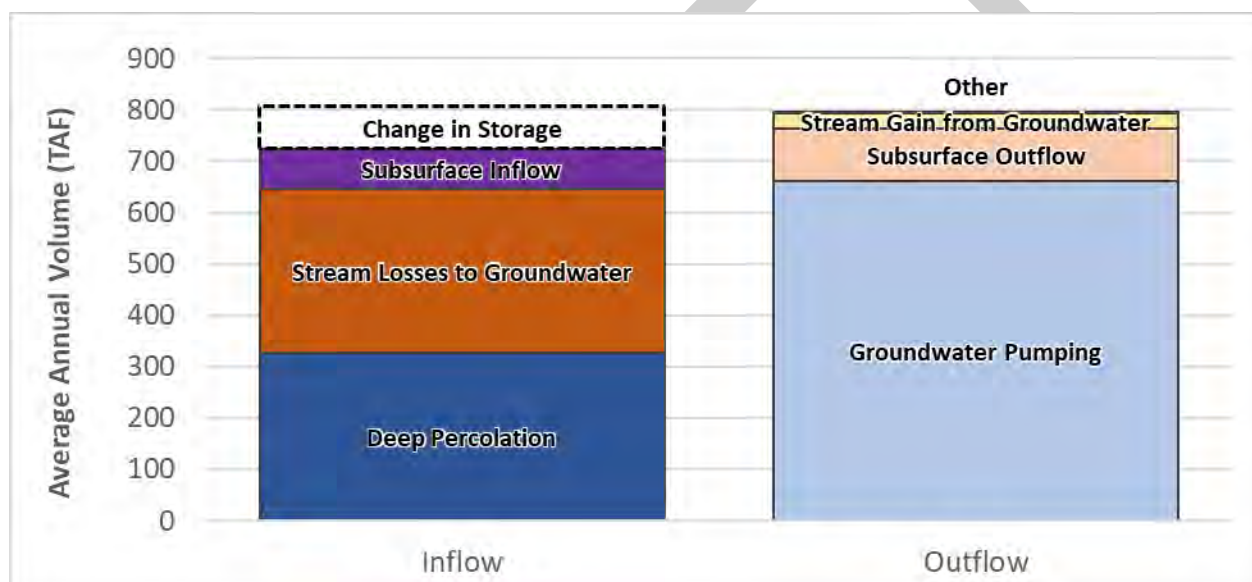 Average Annual Volume (TAF)
900
800
700
600
500
400
300
200
100
0
Change in Storage
Subsurface Inflow
Stream Losses to Groundwater
Deep Percolation
Inflow
Other
Stream Gain from Groundwater
Subsurface Outflow
Groundwater Pumping
Outflow